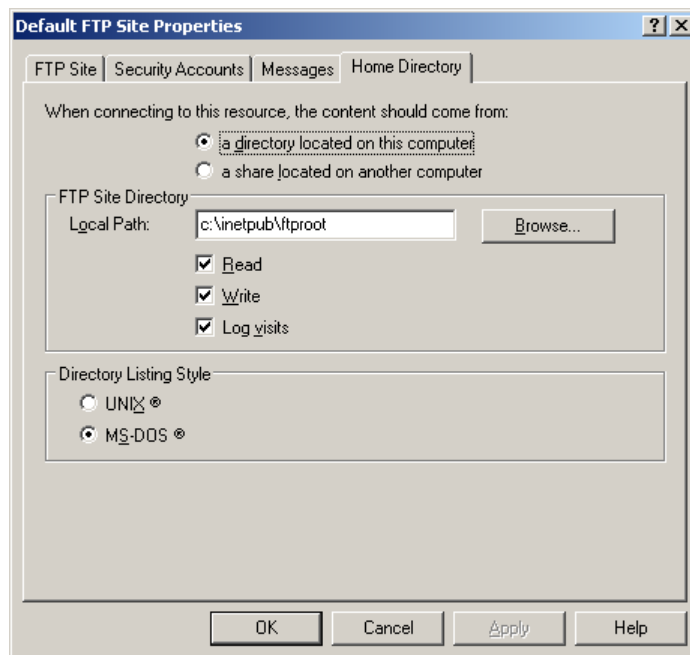 Default FTP Site Properties
FTP Site Security Accounts Messages Home Directory
When connecting to this resource, the content should come from:
a directory located on this computer
a share located on another computer
FTP Site Directory
Local Path: c:\inetpub\ftproot Browse...
Read
Write
Log visits
Directory Listing Style
UNIX ®
MS-DOS ®
OK Cancel Apply Help